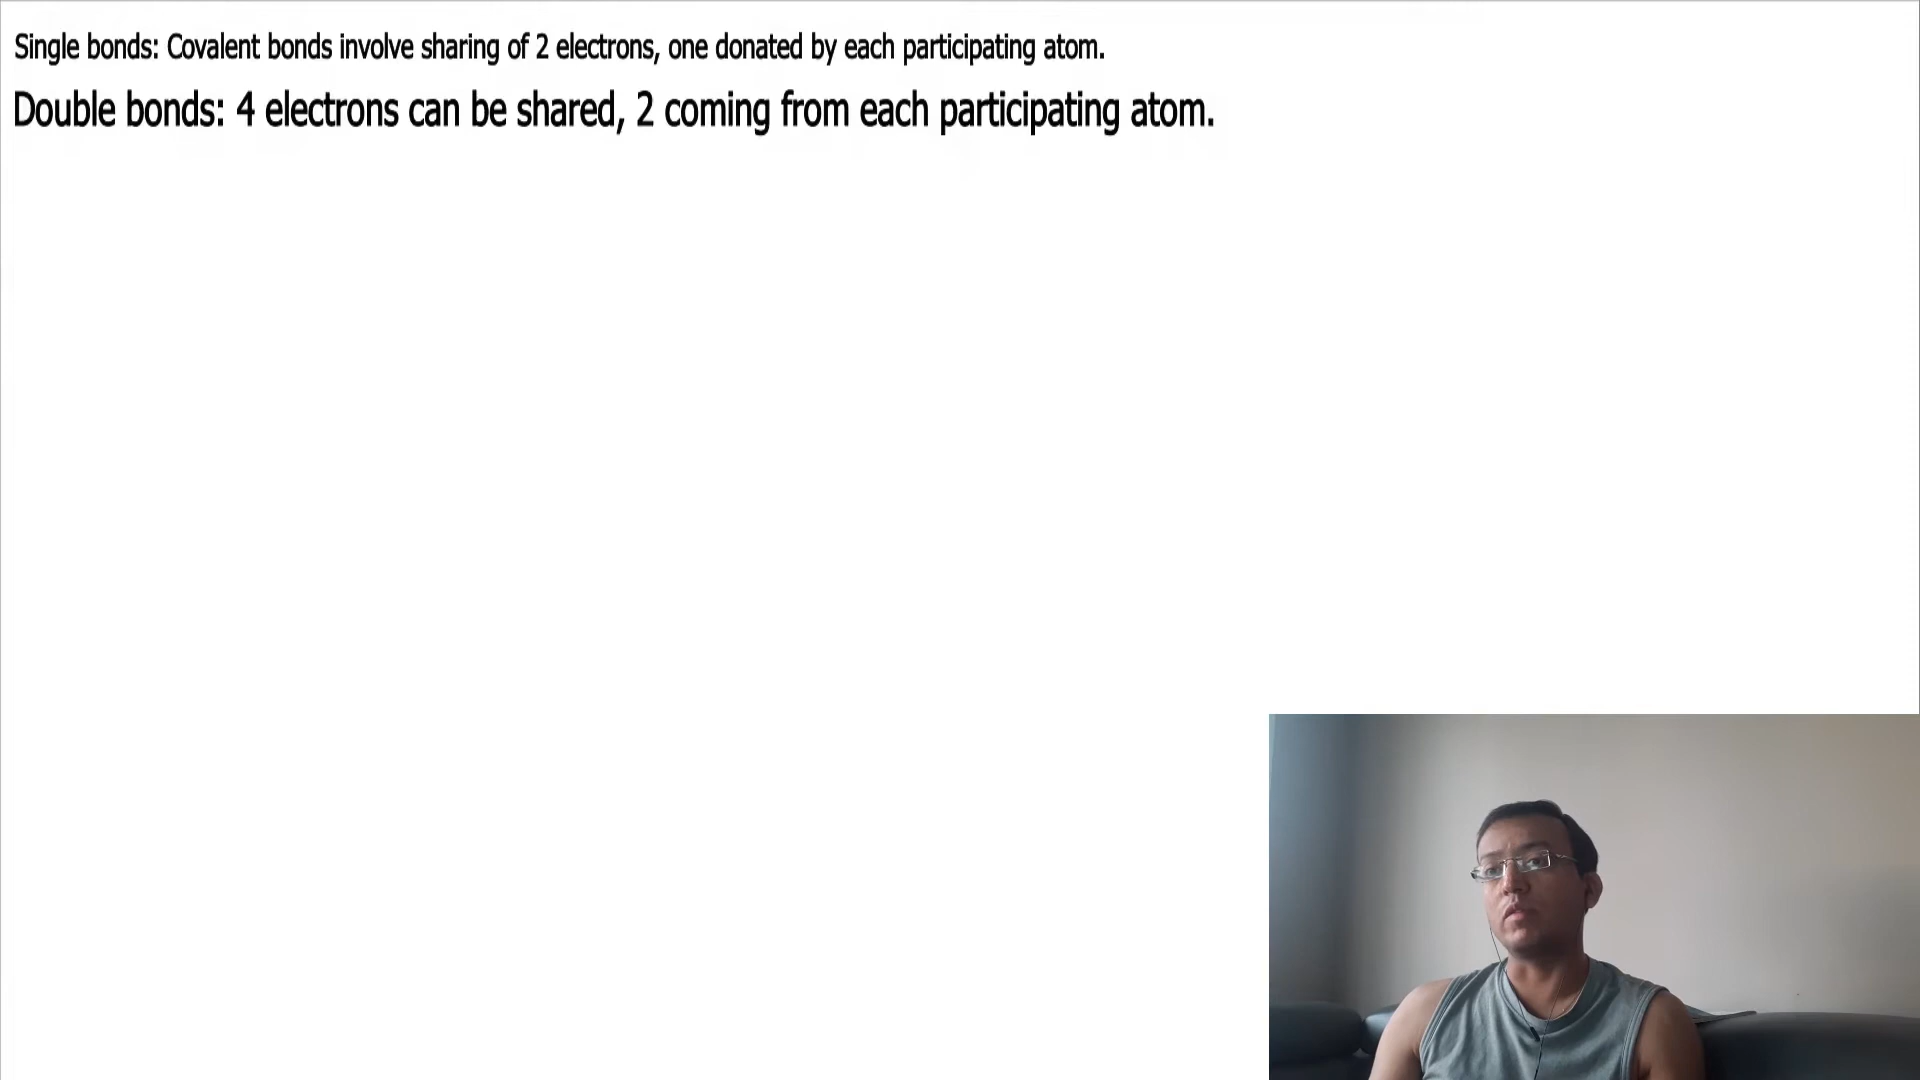 Single bonds: Covalent bonds involve sharing of 2 electrons, one donated by each participating atom.
Double bonds: 4 electrons can be shared, 2 coming from each participating atom.